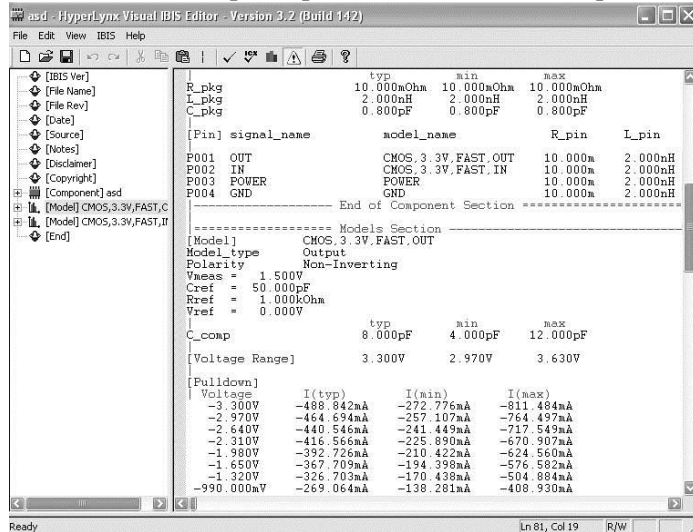 asd - HyperLynx Visual IBIS Editor - Version 3.2 (Build 142)
File Edit View IBIS Help
[IBIS Ver]
[File Name]
[File Rev]
[Date]
[Source]
[Notes]
[Disclaimer]
[Copyright]
[Component] asd
[Model] CMOS,3.3V,FAST,C
[Model] CMOS,3.3V,FAST,I
[End]
| typ min max
R_pkg 10.000mOhm 10.000mOhm 10.000mOhm
L_pkg 2.000nH 2.000nH 2.000nH
C_pkg 0.800pF 0.800pF 0.800pF
|
[Pin] signal_name model_name R_pin L_pin
|
P001 OUT CMOS,3.3V,FAST,OUT 10.000m 2.000nH
P002 IN CMOS,3.3V,FAST,IN 10.000m 2.000nH
P003 POWER POWER 10.000m 2.000nH
P004 GND GND 10.000m 2.000nH
|---------------------- End of Component Section =========================
|
|====================== Models Section -------------------------
[Model] CMOS,3.3V,FAST,OUT
Model_type Output
Polarity Non-Inverting
Vmeas = 1.500V
Cref = 50.000pF
Rref = 1.000kOhm
Vref = 0.000V
| typ min max
C_comp 8.000pF 4.000pF 12.000pF
|
[Voltage Range] 3.300V 2.970V 3.630V
|
[Pulldown]
| Voltage I(typ) I(min) I(max)
-3.300V -488.842mA -272.776mA -811.484mA
-2.970V -464.694mA -257.107mA -764.497mA
-2.640V -440.546mA -241.449mA -717.549mA
-2.310V -416.566mA -225.890mA -670.907mA
-1.980V -392.726mA -210.422mA -624.560mA
-1.650V -367.709mA -194.398mA -576.582mA
-1.320V -326.703mA -170.438mA -504.884mA
-990.000mV -269.064mA -138.281mA -408.930mA
Ready Ln 81, Col 19 R/W